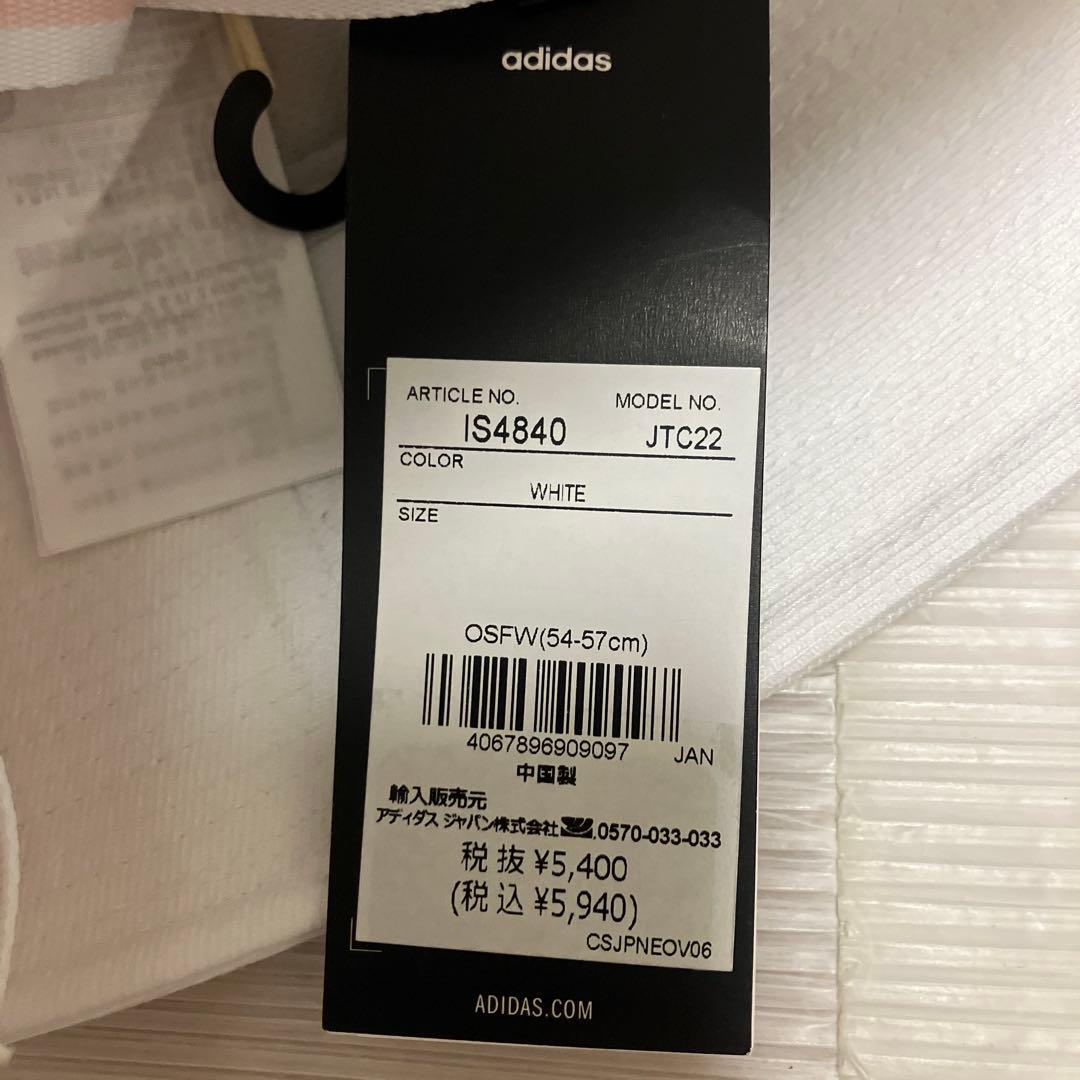 adidas
ARTICLE NO. MODEL NO.
IS4840 JTC22
COLOR
WHITE
SIZE
OSFW(54-57cm)
4067896909097 JAN
中国製
輸入販売元
アディダス ジャパン株式会社 .0570-033-033
税抜 ¥5,400
(税込 ¥5,940)
CSJPNEOV06
ADIDAS.COM